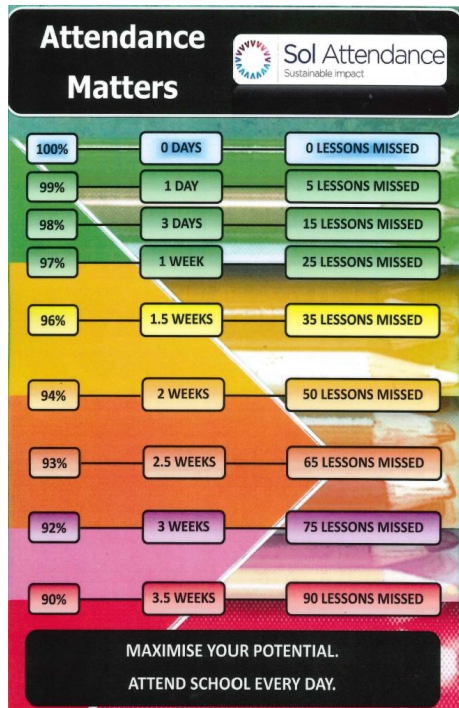 Attendance
Matters
Sol Attendance
Sustainable impact
100% 0 DAYS 0 LESSONS MISSED
99% 1 DAY 5 LESSONS MISSED
98% 3 DAYS 15 LESSONS MISSED
97% 1 WEEK 25 LESSONS MISSED
96% 1.5 WEEKS 35 LESSONS MISSED
94% 2 WEEKS 50 LESSONS MISSED
93% 2.5 WEEKS 65 LESSONS MISSED
92% 3 WEEKS 75 LESSONS MISSED
90% 3.5 WEEKS 90 LESSONS MISSED
MAXIMISE YOUR POTENTIAL.
ATTEND SCHOOL EVERY DAY.